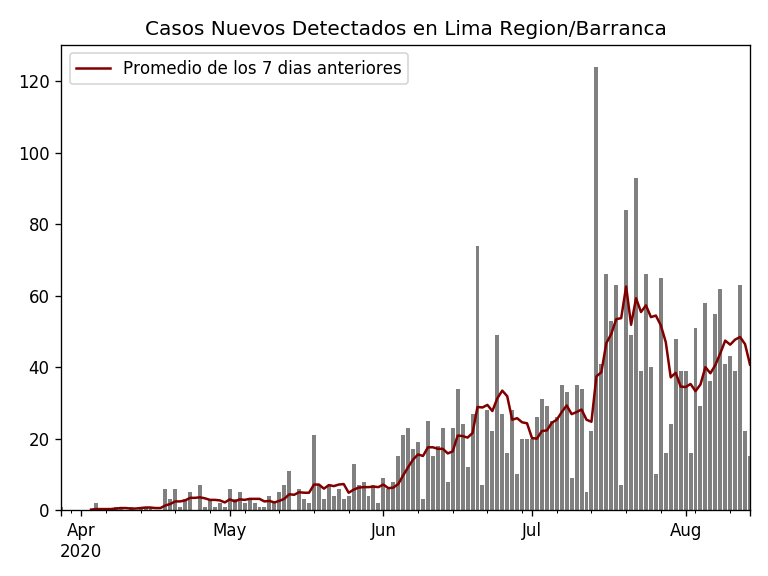 Casos Nuevos Detectados en Lima Region/Barranca
Promedio de los 7 dias anteriores
120
100
80
60
40
20
0
Apr May Jun Jul Aug
2020